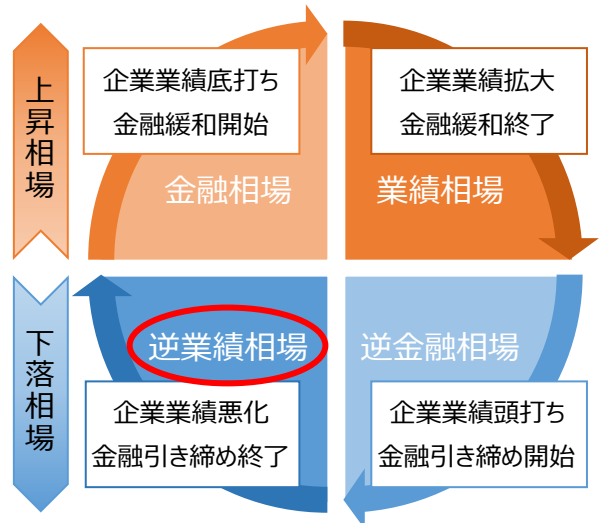 上昇相場
企業業績底打ち
金融緩和開始
金融相場
企業業績拡大
金融緩和終了
業績相場
下落相場
逆業績相場
企業業績悪化
金融引き締め終了
逆金融相場
企業業績頭打ち
金融引き締め開始